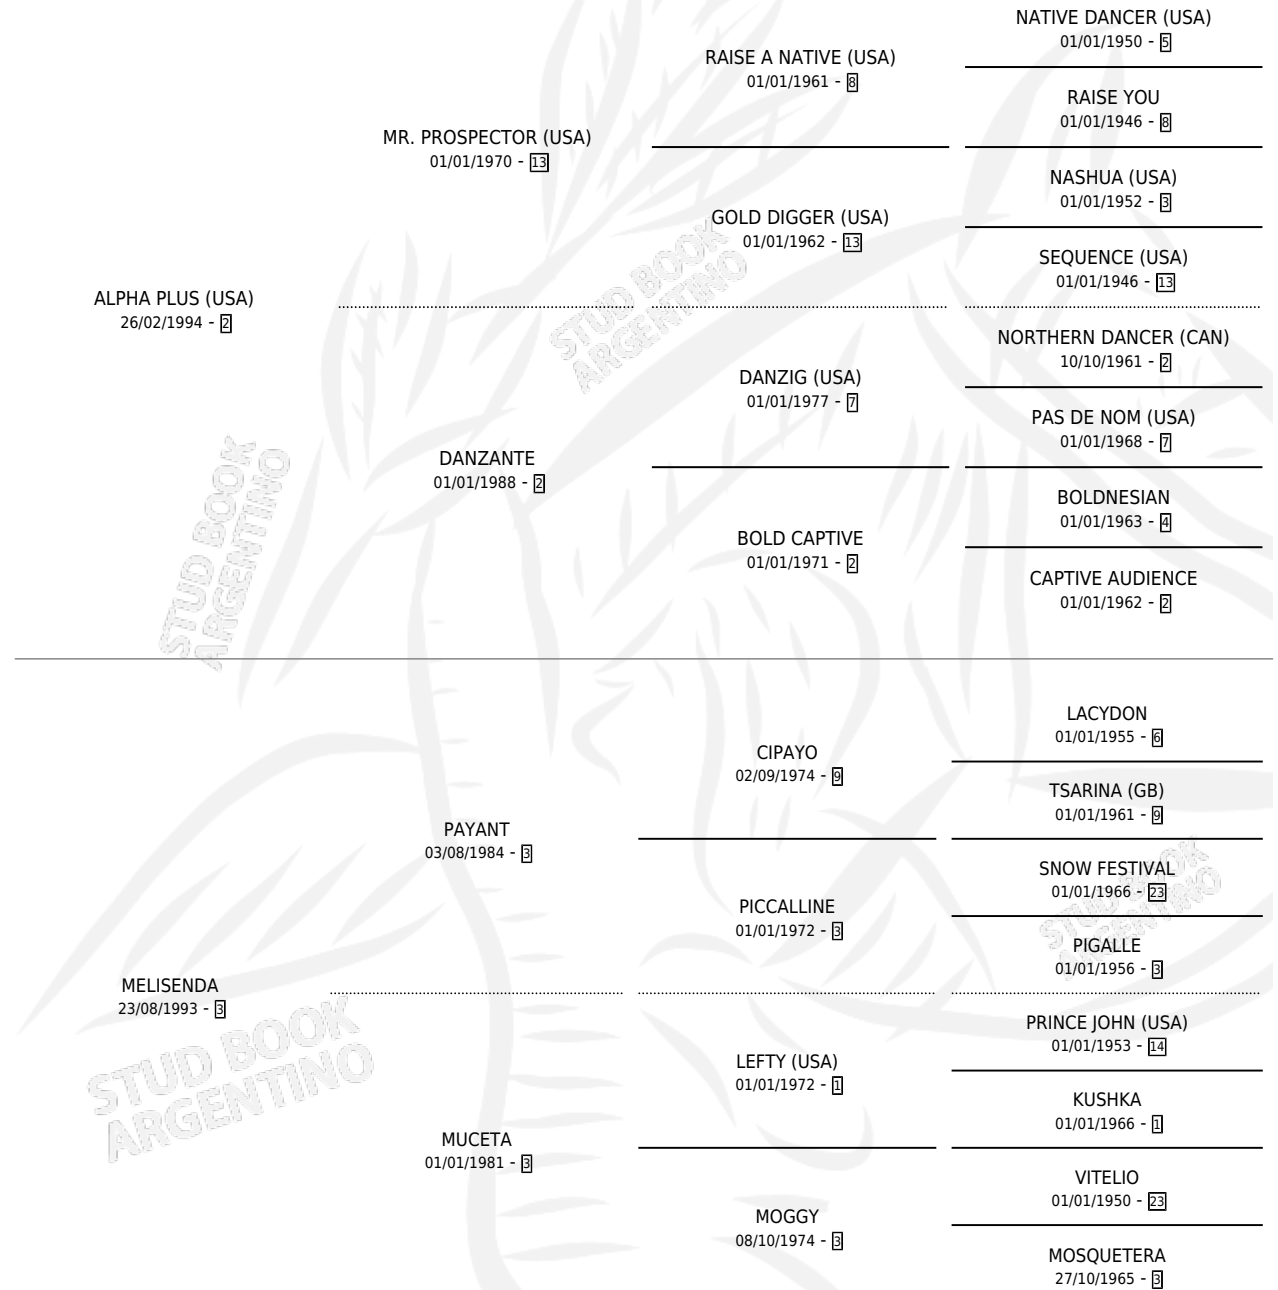 NATIVE DANCER (USA)
01/01/1950 - 5
RAISE A NATIVE (USA)
01/01/1961 - 8
RAISE YOU
01/01/1946 - 8
MR. PROSPECTOR (USA)
01/01/1970 - 13
NASHUA (USA)
01/01/1952 - 3
GOLD DIGGER (USA)
01/01/1962 - 13
SEQUENCE (USA)
01/01/1946 - 13
ALPHA PLUS (USA)
26/02/1994 - 2
NORTHERN DANCER (CAN)
10/10/1961 - 2
DANZIG (USA)
01/01/1977 - 7
PAS DE NOM (USA)
01/01/1968 - 7
DANZANTE
01/01/1988 - 2
BOLDNESIAN
01/01/1963 - 4
BOLD CAPTIVE
01/01/1971 - 2
CAPTIVE AUDIENCE
01/01/1962 - 2
LACYDON
01/01/1955 - 6
CIPAYO
02/09/1974 - 9
TSARINA (GB)
01/01/1961 - 9
PAYANT
03/08/1984 - 3
SNOW FESTIVAL
01/01/1966 - 23
PICCALLINE
01/01/1972 - 3
PIGALLE
01/01/1956 - 3
MELISENDA
23/08/1993 - 3
PRINCE JOHN (USA)
01/01/1953 - 14
LEFTY (USA)
01/01/1972 - 1
KUSHKA
01/01/1966 - 1
MUCETA
01/01/1981 - 3
VITELIO
01/01/1950 - 23
MOGGY
08/10/1974 - 3
MOSQUETERA
27/10/1965 - 3
STUD BOOK
ARGENTINO
STUD BOOK
ARGENTINO
STUD BOOK
ARGENTINO
STUD BOOK
ARGENTINO